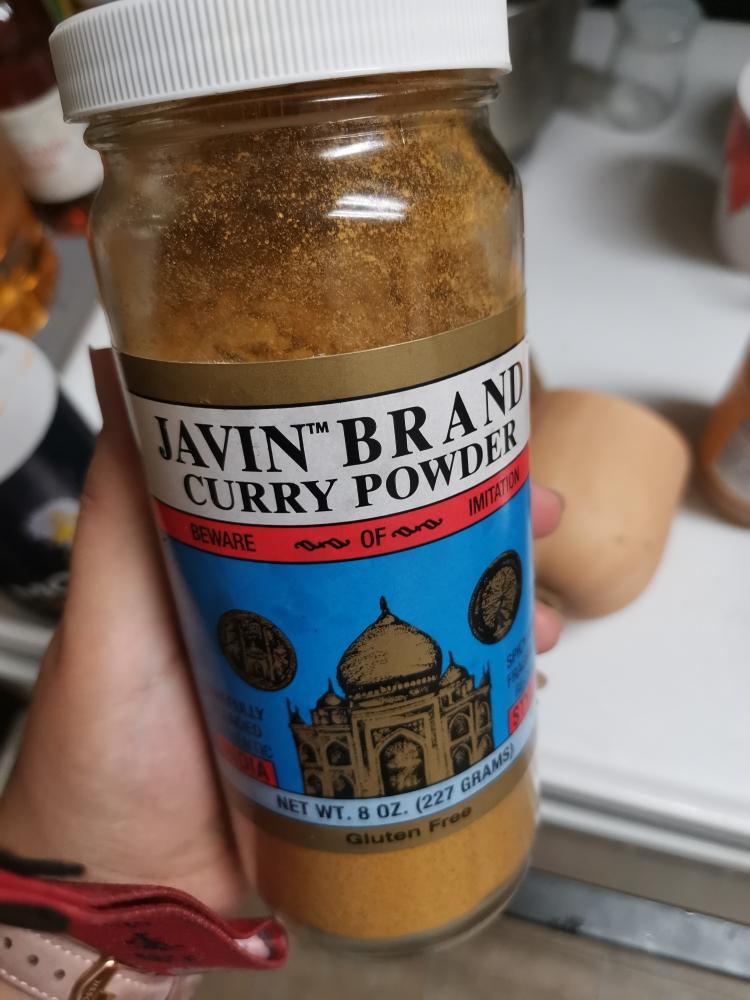 JAVIN™ BRAND
CURRY POWDER
BEWARE OF IMITATION
NET WT. 8 OZ. (227 GRAMS)
Gluten Free